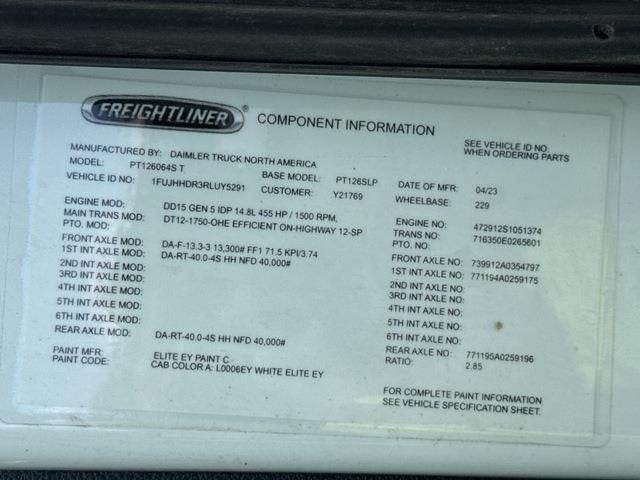 FREIGHTLINER®
COMPONENT INFORMATION
SEE VEHICLE ID NO.
WHEN ORDERING PARTS
MANUFACTURED BY: DAIMLER TRUCK NORTH AMERICA
MODEL: PT126064S T BASE MODEL: PT126SLP DATE OF MFR: 04/23
VEHICLE ID NO: 1FUJHHDR3RLUY5291 CUSTOMER: Y21769 WHEELBASE: 229
ENGINE MOD: DD15 GEN 5 IDP 14.8L 455 HP / 1500 RPM. ENGINE NO: 472912S1051374
MAIN TRANS MOD: DT12-1750-OHE EFFICIENT ON-HIGHWAY 12-SP TRANS NO: 716350E0265601
PTO. MOD: PTO. NO:
FRONT AXLE MOD: DA-F-13.3-3 13,300# FF1 71.5 KPI/3.74 FRONT AXLE NO: 739912A0354797
1ST INT AXLE MOD: DA-RT-40.0-4S HH NFD 40,000# 1ST INT AXLE NO: 771194A0259175
2ND INT AXLE MOD: 2ND INT AXLE NO:
3RD INT AXLE MOD: 3RD INT AXLE NO:
4TH INT AXLE MOD: 4TH INT AXLE NO:
5TH INT AXLE MOD: 5TH INT AXLE NO:
6TH INT AXLE MOD: 6TH INT AXLE NO:
REAR AXLE MOD: DA-RT-40.0-4S HH NFD 40,000# REAR AXLE NO: 771195A0259196
RATIO: 2.85
PAINT MFR: ELITE EY PAINT C
PAINT CODE: CAB COLOR A: L0006EY WHITE ELITE EY
FOR COMPLETE PAINT INFORMATION
SEE VEHICLE SPECIFICATION SHEET.